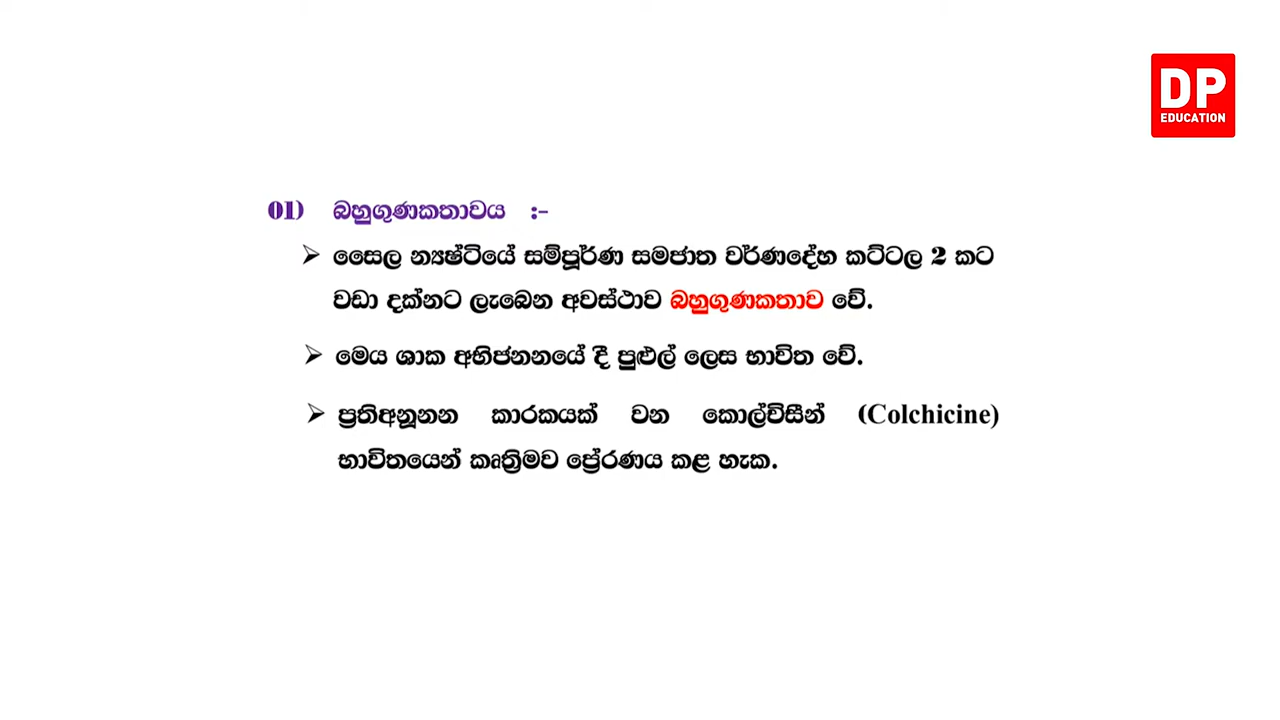 DP
EDUCATION
01) බහුගුණකතාවය :-
➢ සෛල න්‍යෂ්ටියේ සම්පූර්ණ සමජාත වර්ණදේහ කට්ටල 2 කට
වඩා දක්නට ලැබෙන අවස්ථාව බහුගුණකතාව වේ.
➢ මෙය ශාක අභිජනනයේ දී පුළුල් ලෙස භාවිත වේ.
➢ ප්‍රතිඅනූනන කාරකයක් වන කොල්චිසීන් (Colchicine)
භාවිතයෙන් කෘත්‍රිමව ප්‍රේරණය කළ හැක.